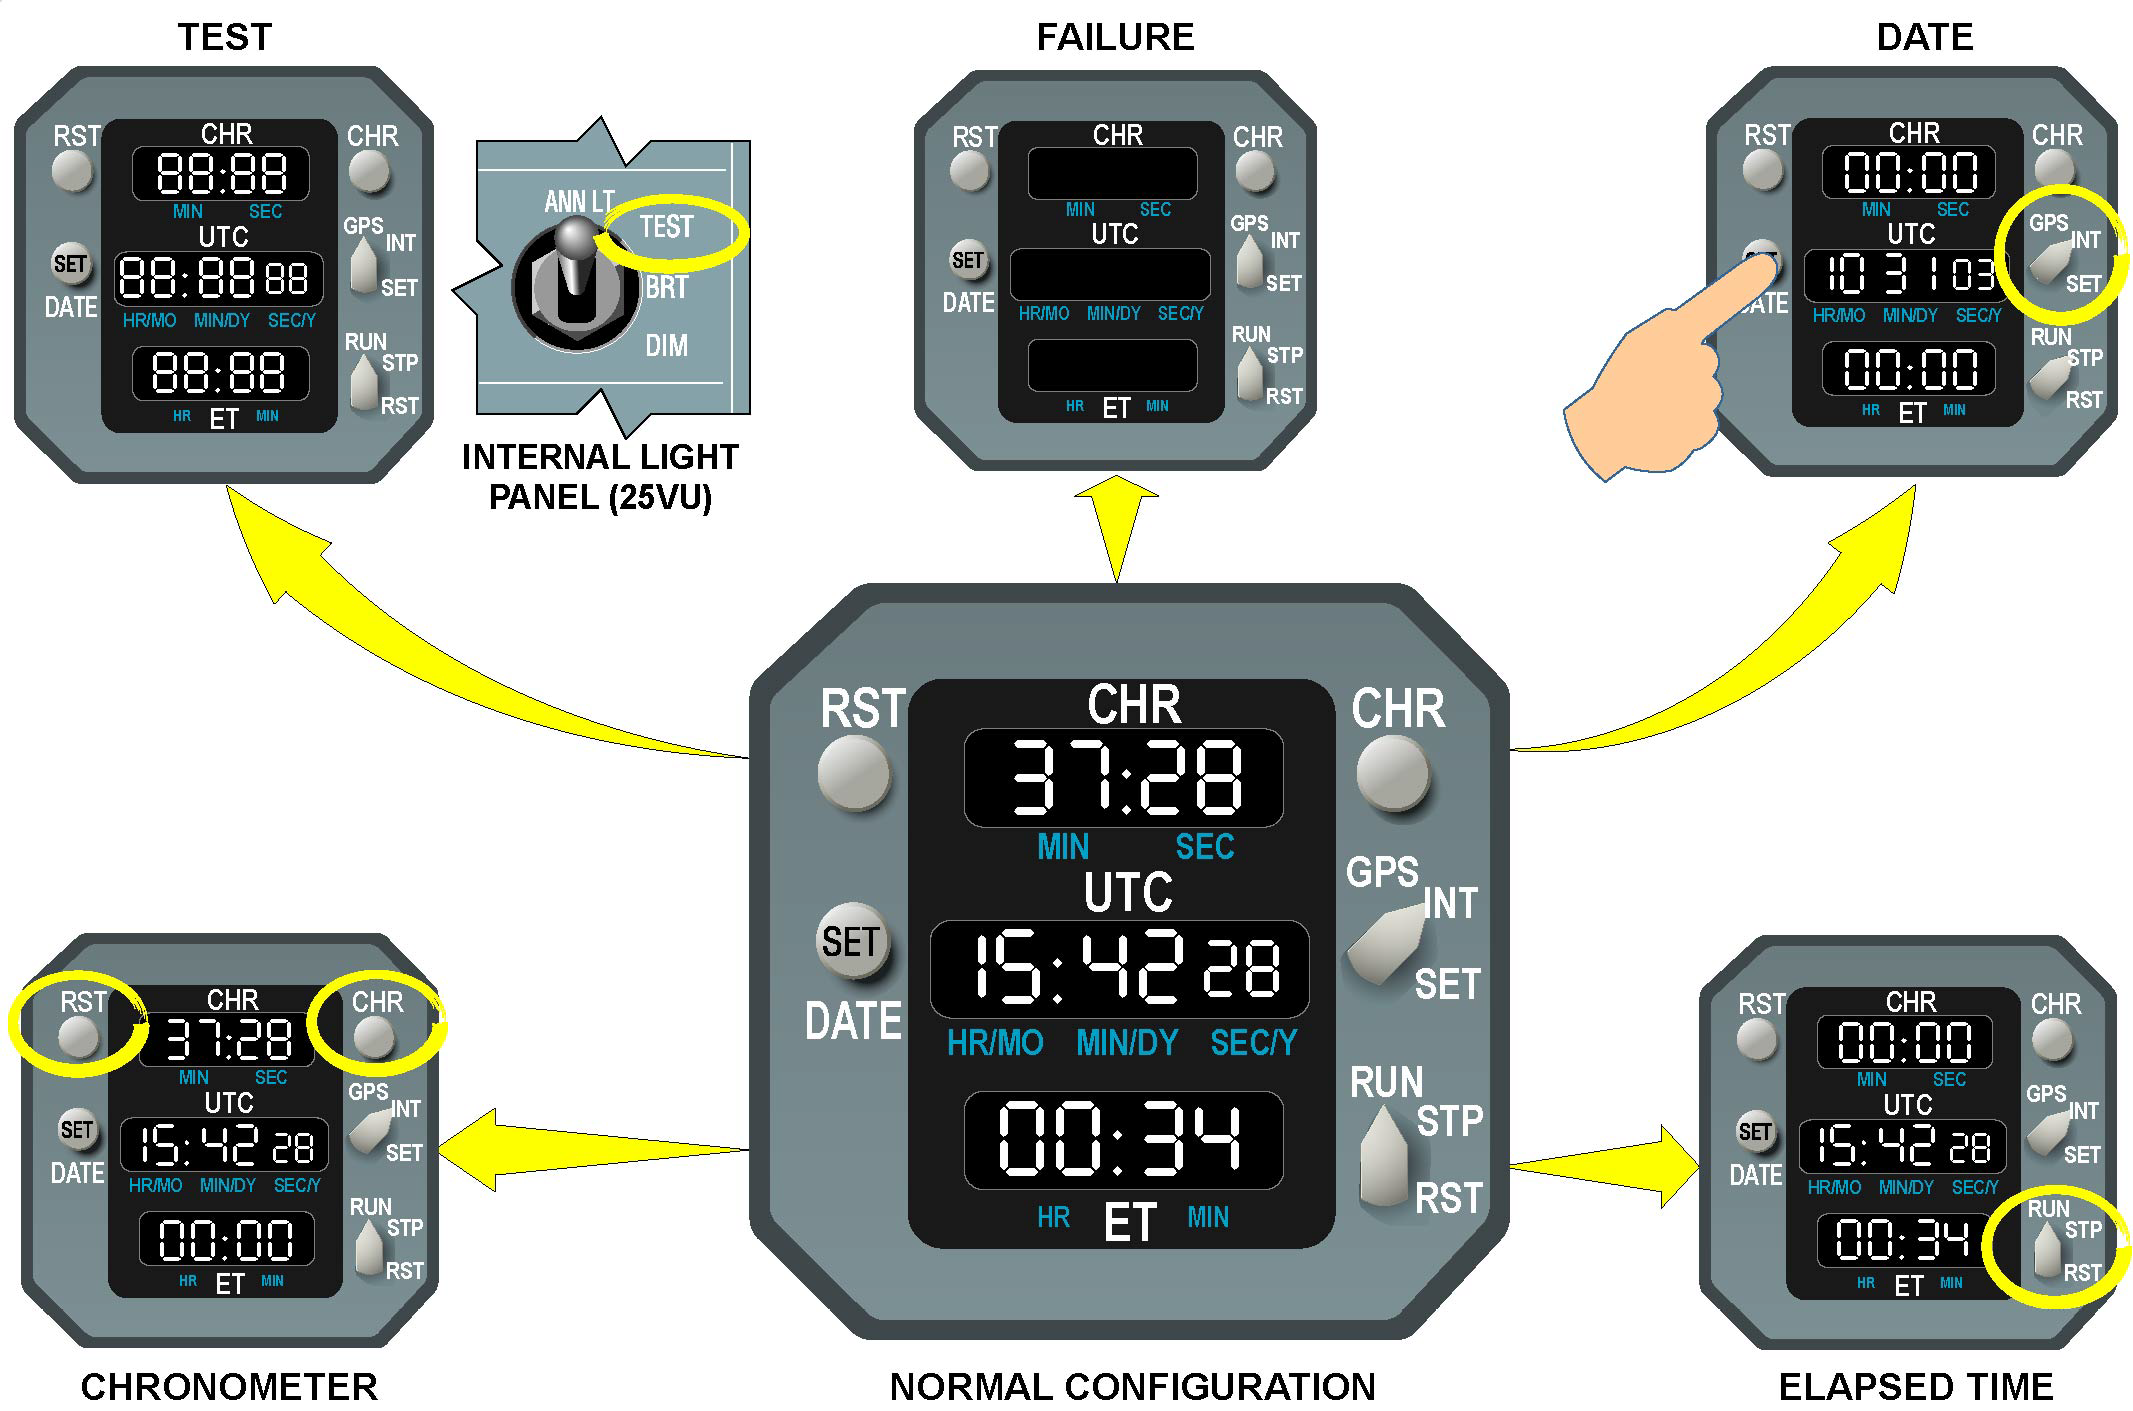 TEST
RST
CHR
88:88
MIN SEC
CHR
UTC
GPS
INT
SET
SET
DATE
88:88 88
HR/MO MIN/DY SEC/Y
RUN
STP
RST
88:88
HR ET MIN
ANN LT
TEST
BRT
DIM
INTERNAL LIGHT
PANEL (25VU)
FAILURE
RST
CHR
MIN SEC
CHR
UTC
GPS
INT
SET
SET
DATE
HR/MO MIN/DY SEC/Y
RUN
STP
RST
HR ET MIN
DATE
RST
CHR
00:00
MIN SEC
CHR
UTC
GPS
INT
SET
ATE
10 31 03
HR/MO MIN/DY SEC/Y
RUN
STP
RST
00:00
HR ET MIN
RST
CHR
37:28
MIN SEC
CHR
UTC
GPS
INT
SET
SET
DATE
15:42 28
HR/MO MIN/DY SEC/Y
RUN
STP
RST
00:34
HR ET MIN
NORMAL CONFIGURATION
RST
CHR
37:28
MIN SEC
CHR
UTC
GPS
INT
SET
SET
DATE
15:42 28
HR/MO MIN/DY SEC/Y
RUN
STP
RST
00:00
HR ET MIN
CHRONOMETER
RST
CHR
00:00
MIN SEC
CHR
UTC
GPS
INT
SET
SET
DATE
15:42 28
HR/MO MIN/DY SEC/Y
RUN
STP
RST
00:34
HR ET MIN
ELAPSED TIME